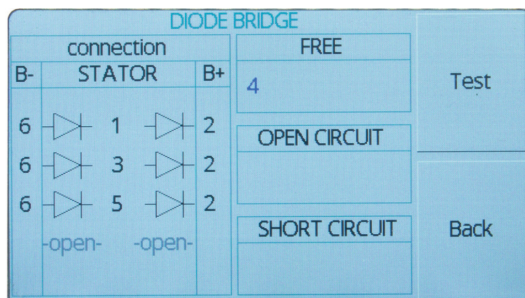 DIODE BRIDGE
connection
B- STATOR B+
6 1 2
6 3 2
6 5 2
-open- -open-
FREE
4
OPEN CIRCUIT
SHORT CIRCUIT
Test
Back